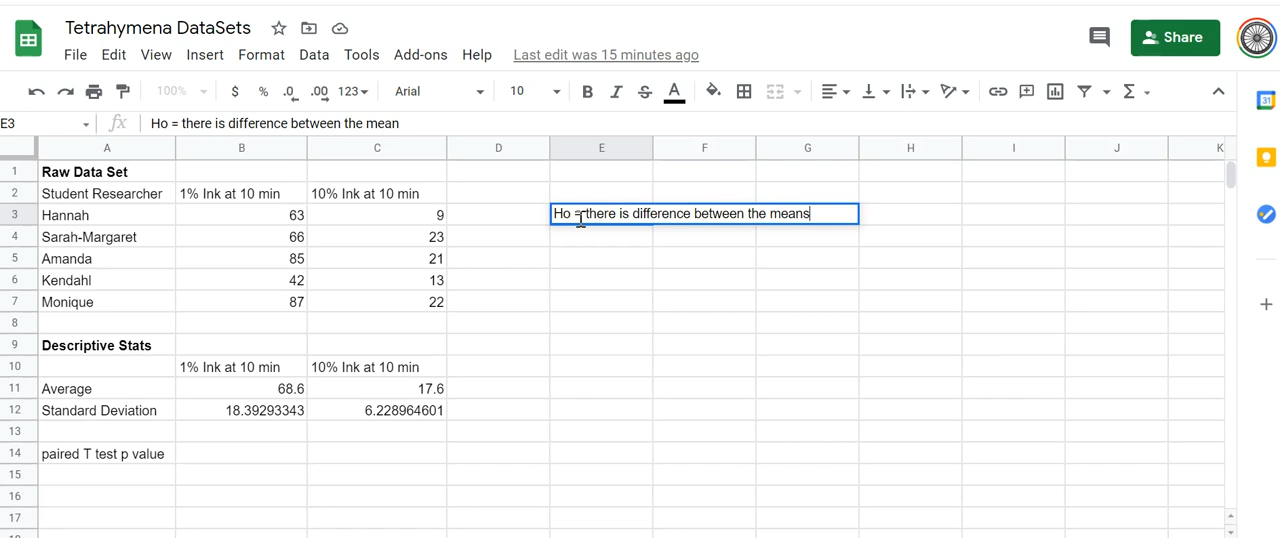 Tetrahymena DataSets
File Edit View Insert Format Data Tools Add-ons Help Last edit was 15 minutes ago
Share
100% $ % .0 .00 123 Arial 10 B I S A Σ
31
E3 fx Ho = there is difference between the mean
A B C D E F G H I J K
1 Raw Data Set
2 Student Researcher 1% Ink at 10 min 10% Ink at 10 min
3 Hannah 63 9 Ho = there is difference between the means
4 Sarah-Margaret 66 23
5 Amanda 85 21
6 Kendahl 42 13
7 Monique 87 22
8
9 Descriptive Stats
10 1% Ink at 10 min 10% Ink at 10 min
11 Average 68.6 17.6
12 Standard Deviation 18.39293343 6.228964601
13
14 paired T test p value
15
16
17